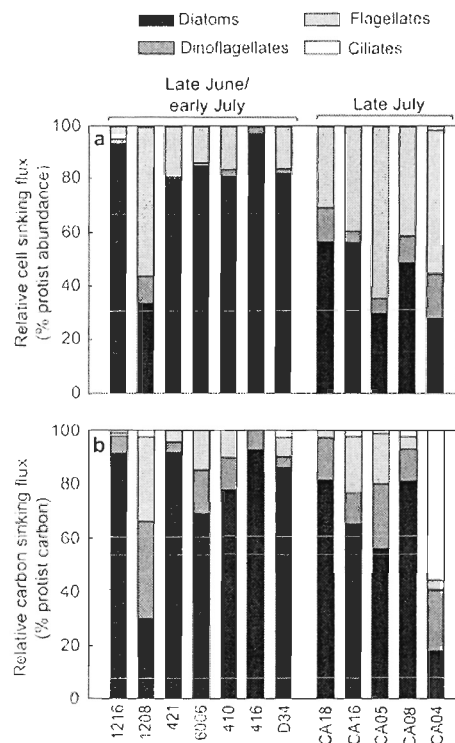 Diatoms
Flagellates
Dinoflagellates
Ciliates
Late June/
early July
Late July
a
Relative cell sinking flux
(% protist abundance)
100
80
60
40
20
0
b
Relative carbon sinking flux
(% protist carbon)
100
80
60
40
20
0
1216
1208
421
6006
410
416
D34
CA18
CA16
CA05
CA08
CA04